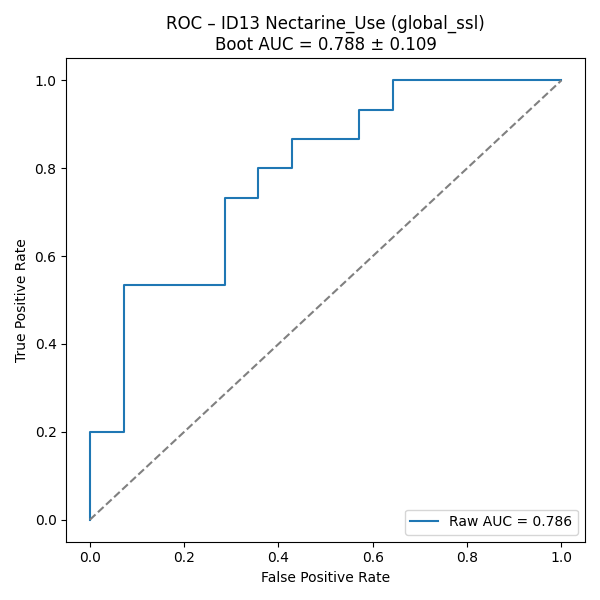 ROC – ID13 Nectarine_Use (global_ssl)
Boot AUC = 0.788 ± 0.109
True Positive Rate
1.0
0.8
0.6
0.4
0.2
0.0
0.0 0.2 0.4 0.6 0.8 1.0
False Positive Rate
Raw AUC = 0.786